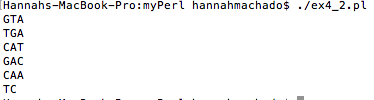 [Hannahs-MacBook-Pro:myPerl hannahmachado$ ./ex4_2.pl
GTA
TGA
CAT
GAC
CAA
TC